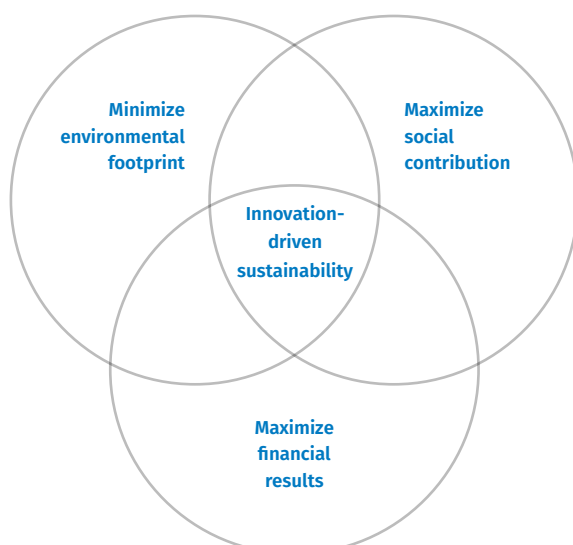 Minimize
environmental
footprint
Maximize
social
contribution
Innovation-
driven
sustainability
Maximize
financial
results